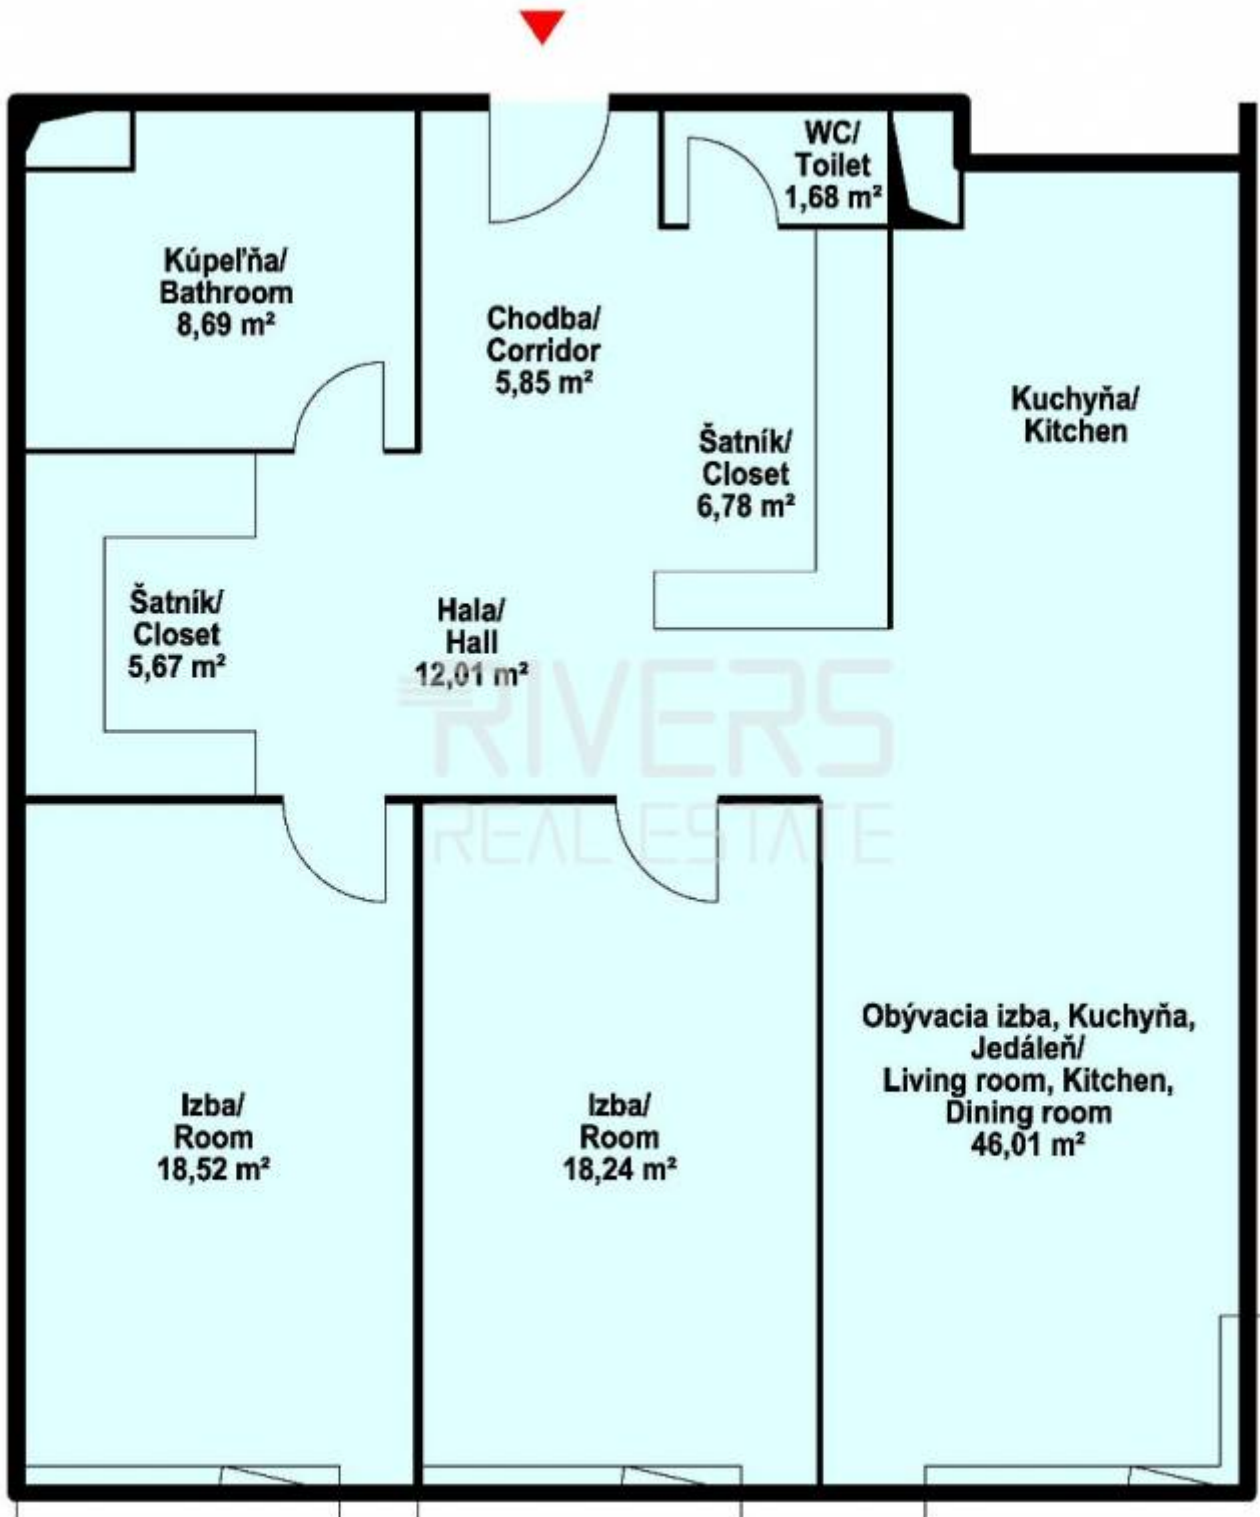 WC/
Toilet
1,68 m²
Kúpeľňa/
Bathroom
8,69 m²
Chodba/
Corridor
5,85 m²
Kuchyňa/
Kitchen
Šatník/
Closet
6,78 m²
Šatník/
Closet
5,67 m²
Hala/
Hall
12,01 m²
RIVERS
REAL ESTATE
Izba/
Room
18,52 m²
Izba/
Room
18,24 m²
Obývacia izba, Kuchyňa,
Jedáleň/
Living room, Kitchen,
Dining room
46,01 m²